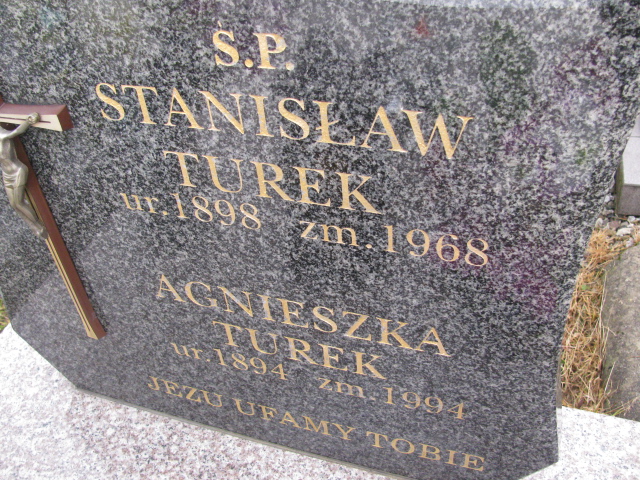 Ś.P.
STANISŁAW
TUREK
ur.1898 zm.1968
AGNIESZKA
TUREK
ur.1894 zm.1994
JEZU UFAMY TOBIE